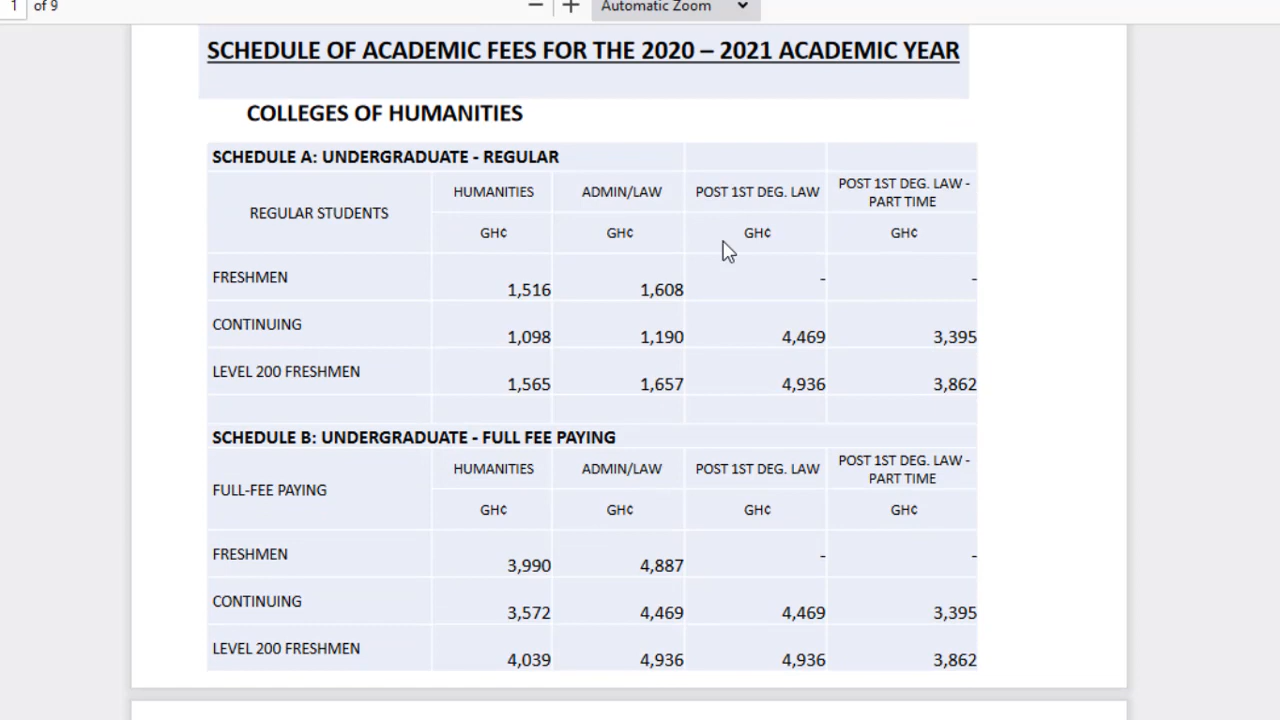 1 of 9 Automatic Zoom
SCHEDULE OF ACADEMIC FEES FOR THE 2020 – 2021 ACADEMIC YEAR
COLLEGES OF HUMANITIES
SCHEDULE A: UNDERGRADUATE - REGULAR
REGULAR STUDENTS HUMANITIES ADMIN/LAW POST 1ST DEG. LAW POST 1ST DEG. LAW -
PART TIME
GH¢ GH¢ GH¢ GH¢
FRESHMEN 1,516 1,608 - -
CONTINUING 1,098 1,190 4,469 3,395
LEVEL 200 FRESHMEN 1,565 1,657 4,936 3,862
SCHEDULE B: UNDERGRADUATE - FULL FEE PAYING
FULL-FEE PAYING HUMANITIES ADMIN/LAW POST 1ST DEG. LAW POST 1ST DEG. LAW -
PART TIME
GH¢ GH¢ GH¢ GH¢
FRESHMEN 3,990 4,887 - -
CONTINUING 3,572 4,469 4,469 3,395
LEVEL 200 FRESHMEN 4,039 4,936 4,936 3,862